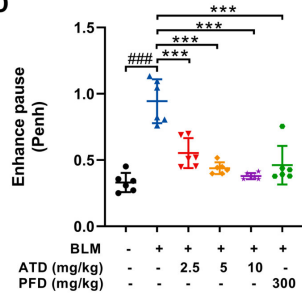 ***
***
***
###
***
1.5
1.0
0.5
0.0
Enhance pause
(Penh)
BLM - + + + + +
ATD (mg/kg) - - 2.5 5 10 -
PFD (mg/kg) - - - - - 300